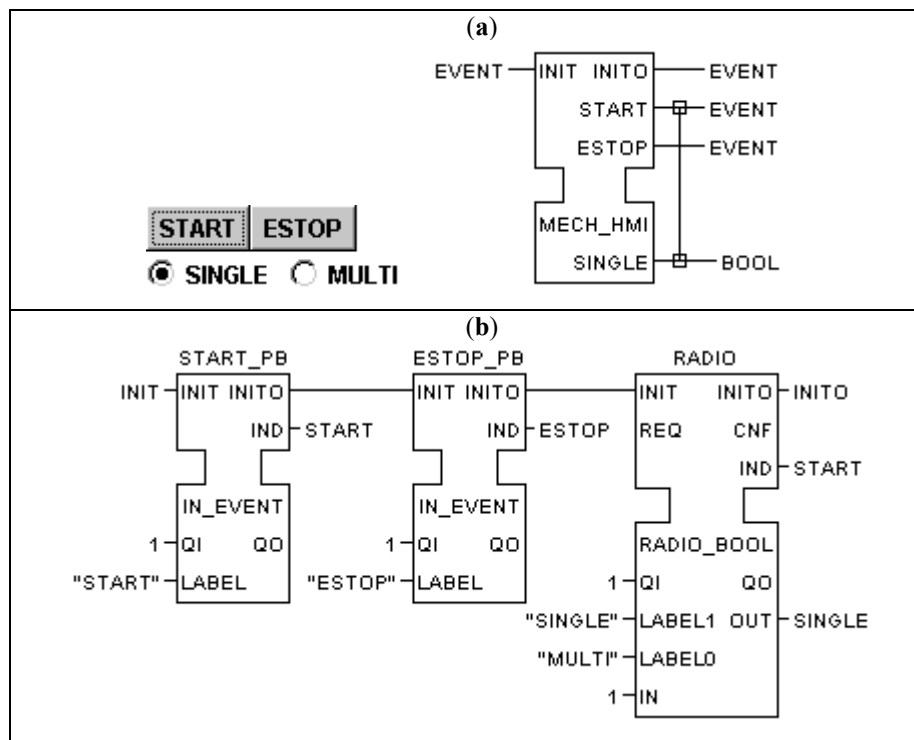 (a)
EVENT INIT INITO EVENT
START EVENT
ESTOP EVENT
MECH_HMI
SINGLE BOOL
START ESTOP
SINGLE MULTI
(b)
START_PB ESTOP_PB RADIO
INIT INIT INITO INIT INITO INIT INITO INITO
IND START IND ESTOP REQ CNF
IND START
IN_EVENT IN_EVENT RADIO_BOOL
1 QI QO 1 QI QO 1 QI QO
"START" LABEL "ESTOP" LABEL "SINGLE" LABEL1 OUT SINGLE
"MULTI" LABEL0
1 IN